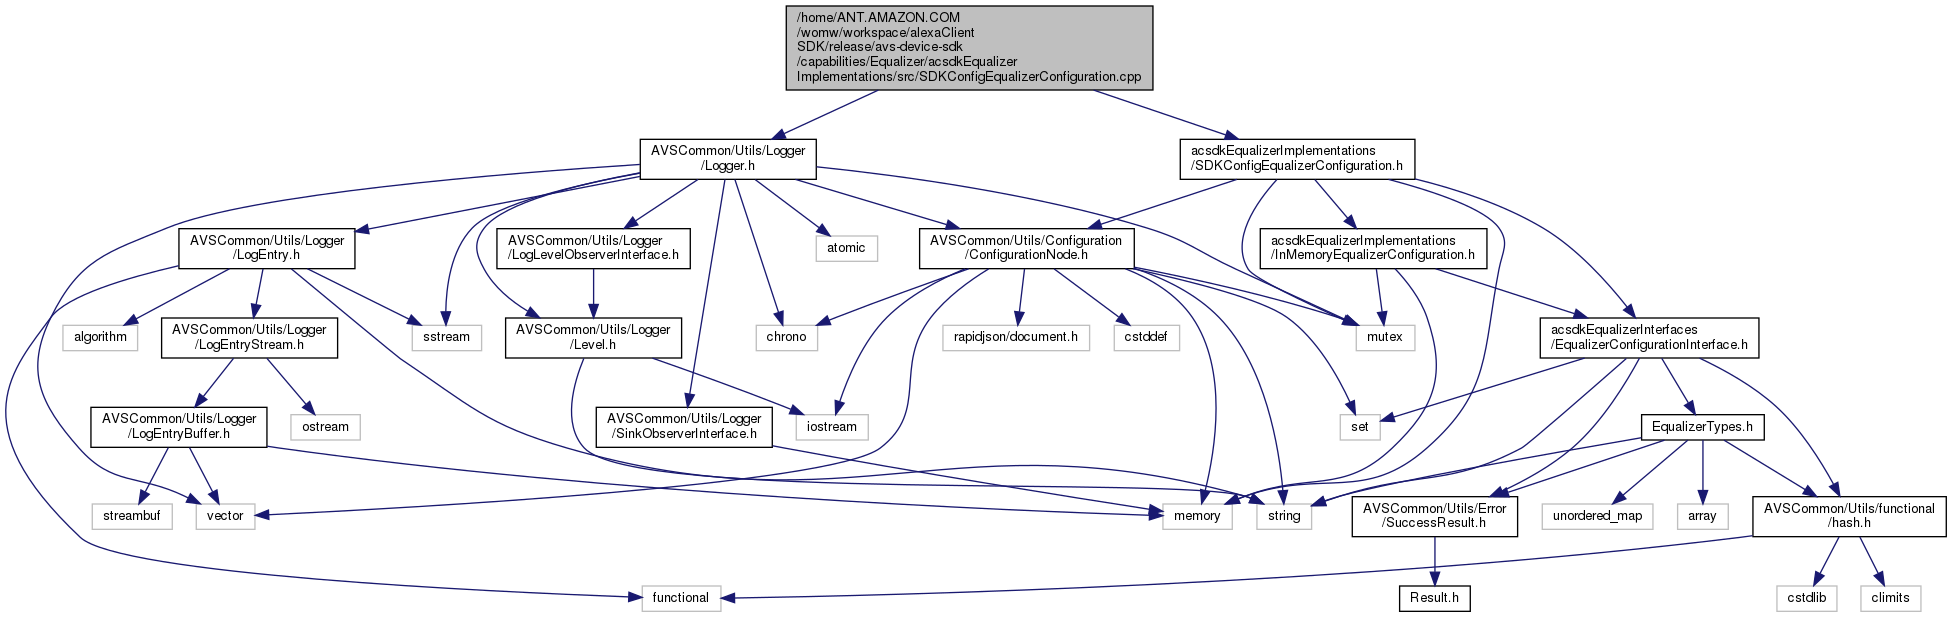 /home/ANT.AMAZON.COM
/womw/workspace/alexaClient
SDK/release/avs-device-sdk
/capabilities/Equalizer/acsdkEqualizer
Implementations/src/SDKConfigEqualizerConfiguration.cpp
AVSCommon/Utils/Logger
/Logger.h
acsdkEqualizerImplementations
/SDKConfigEqualizerConfiguration.h
AVSCommon/Utils/Logger
/LogEntry.h
AVSCommon/Utils/Logger
/LogLevelObserverInterface.h
atomic
AVSCommon/Utils/Configuration
/ConfigurationNode.h
acsdkEqualizerImplementations
/InMemoryEqualizerConfiguration.h
algorithm
AVSCommon/Utils/Logger
/LogEntryStream.h
sstream
AVSCommon/Utils/Logger
/Level.h
chrono
rapidjson/document.h
cstddef
mutex
acsdkEqualizerInterfaces
/EqualizerConfigurationInterface.h
AVSCommon/Utils/Logger
/LogEntryBuffer.h
ostream
AVSCommon/Utils/Logger
/SinkObserverInterface.h
iostream
set
EqualizerTypes.h
streambuf
vector
memory
string
AVSCommon/Utils/Error
/SuccessResult.h
unordered_map
array
AVSCommon/Utils/functional
/hash.h
functional
Result.h
cstdlib
climits